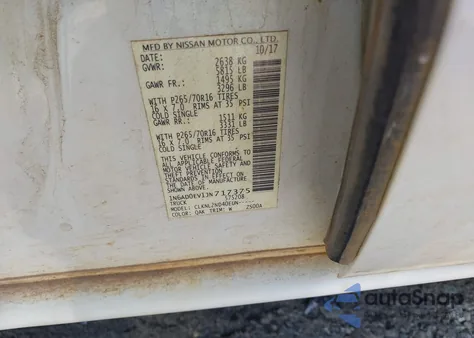 MFD BY NISSAN MOTOR CO., LTD.
DATE: 10/17
GVWR: 2638 KG
5815 LB
GAWR FR.: 1495 KG
3296 LB
WITH P265/70R16 TIRES
16 x 7.0 RIMS AT 35 PSI
COLD SINGLE
GAWR RR.: 1511 KG
3331 LB
WITH P265/70R16 TIRES
16 x 7.0 RIMS AT 35 PSI
COLD SINGLE
THIS VEHICLE CONFORMS TO
ALL APPLICABLE FEDERAL
MOTOR VEHICLE SAFETY AND
THEFT PREVENTION
STANDARDS IN EFFECT ON
THE DATE OF MANUFACTURE
SHOWN ABOVE.
1N6AD0EV1JN717375
TRUCK 575208
MODEL:
COLOR: QAK TRIM: W 2500A
autoSnap